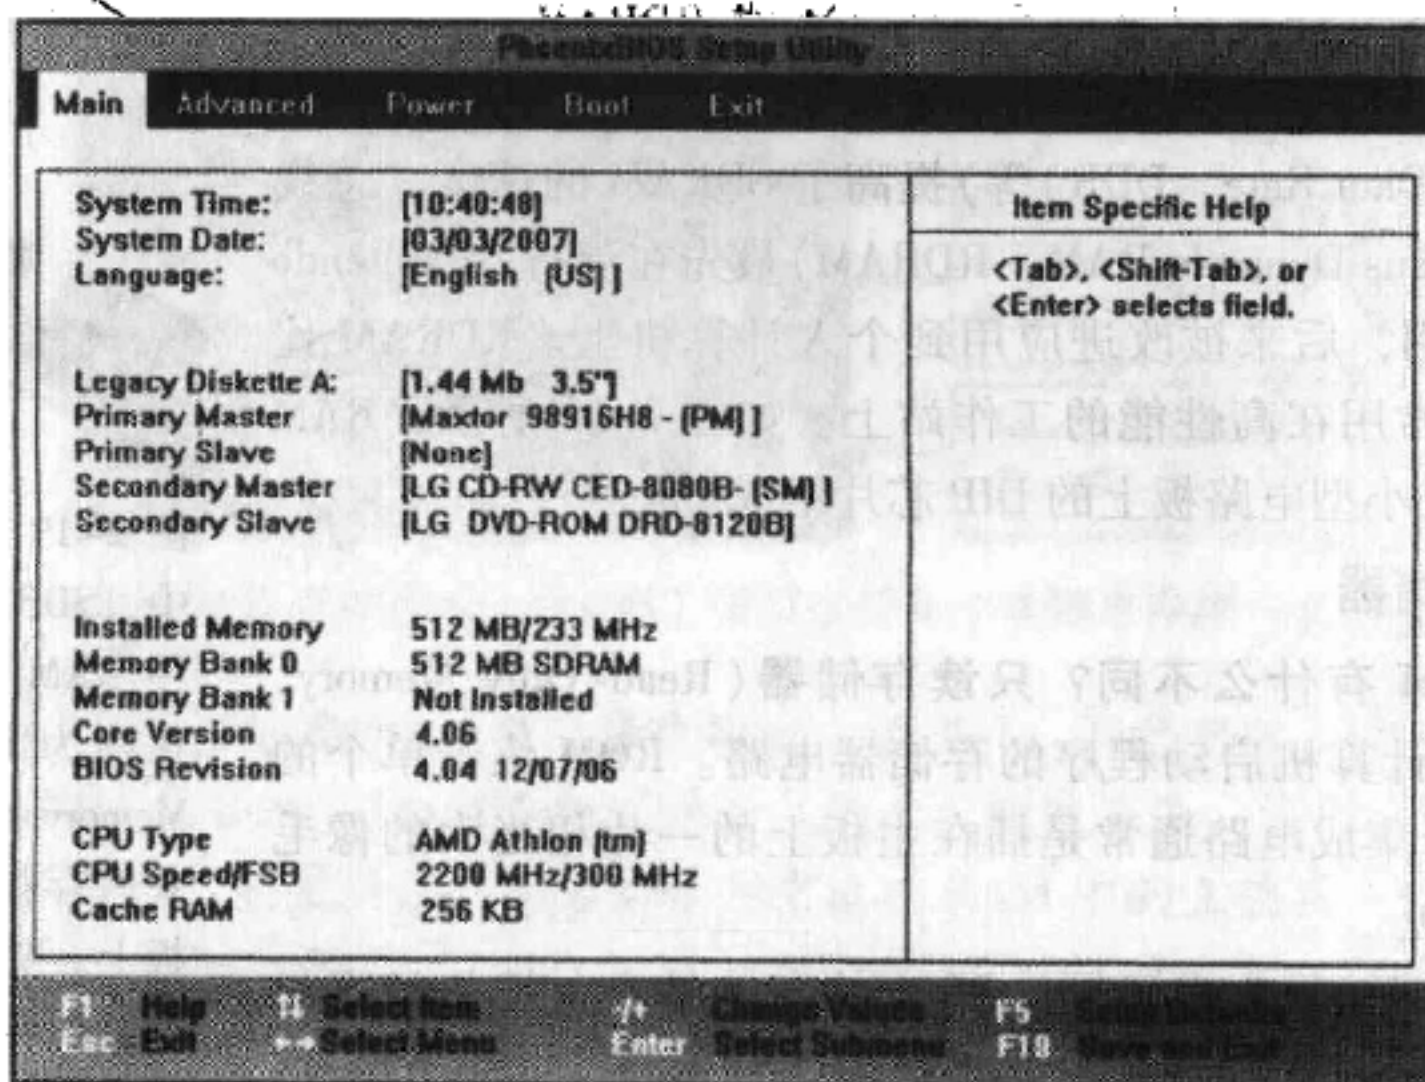 PhoenixBIOS Setup Utility
Main Advanced Power Boot Exit
System Time: [10:40:48]
System Date: [03/03/2007]
Language: [English (US)]
Legacy Diskette A: [1.44 Mb 3.5"]
Primary Master [Maxtor 98916H8-(PM)]
Primary Slave [None]
Secondary Master [LG CD-RW CED-8080B-(SM)]
Secondary Slave [LG DVD-ROM DRD-8120B]
Installed Memory 512 MB/233 MHz
Memory Bank 0 512 MB SDRAM
Memory Bank 1 Not Installed
Core Version 4.06
BIOS Revision 4.04 12/07/06
CPU Type AMD Athlon (tm)
CPU Speed/FSB 2200 MHz/300 MHz
Cache RAM 256 KB
Item Specific Help
<Tab>, <Shift-Tab>, or
<Enter> selects field.
F1 Help ↑↓ Select Item -/+ Change Values F5 Setup
Esc Exit ←→ Select Menu Enter Select Submenu F10 Save and Exit